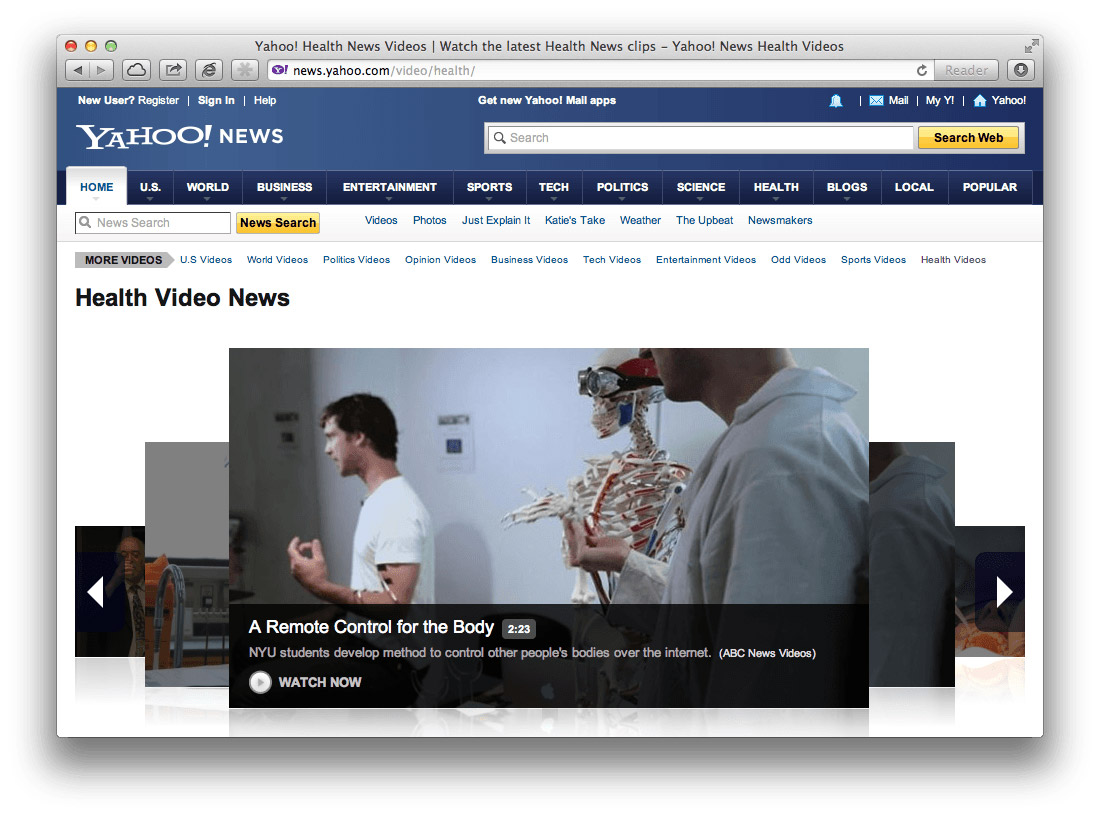 Yahoo! Health News Videos | Watch the latest Health News clips – Yahoo! News Health Videos
Y! news.yahoo.com/video/health/ Reader
New User? Register | Sign In | Help Get new Yahoo! Mail apps | Mail | My Y! | Yahoo!
YAHOO! NEWS
Search Search Web
HOME U.S. WORLD BUSINESS ENTERTAINMENT SPORTS TECH POLITICS SCIENCE HEALTH BLOGS LOCAL POPULAR
News Search News Search Videos Photos Just Explain It Katie's Take Weather The Upbeat Newsmakers
MORE VIDEOS U.S Videos World Videos Politics Videos Opinion Videos Business Videos Tech Videos Entertainment Videos Odd Videos Sports Videos Health Videos
Health Video News
A Remote Control for the Body 2:23
NYU students develop method to control other people's bodies over the internet. (ABC News Videos)
WATCH NOW